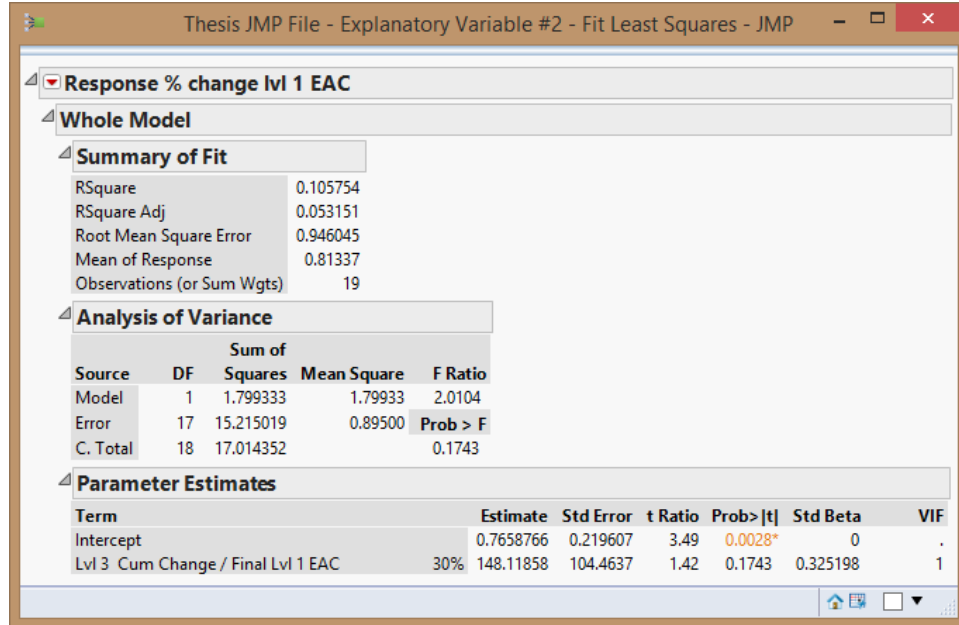 Thesis JMP File - Explanatory Variable #2 - Fit Least Squares - JMP
Response % change lvl 1 EAC
Whole Model
Summary of Fit
RSquare 0.105754
RSquare Adj 0.053151
Root Mean Square Error 0.946045
Mean of Response 0.81337
Observations (or Sum Wgts) 19
Analysis of Variance
Sum of
Source DF Squares Mean Square F Ratio
Model 1 1.799333 1.79933 2.0104
Error 17 15.215019 0.89500 Prob > F
C. Total 18 17.014352 0.1743
Parameter Estimates
Term Estimate Std Error t Ratio Prob>|t| Std Beta VIF
Intercept 0.7658766 0.219607 3.49 0.0028* 0 .
Lvl 3 Cum Change / Final Lvl 1 EAC 30% 148.11858 104.4637 1.42 0.1743 0.325198 1